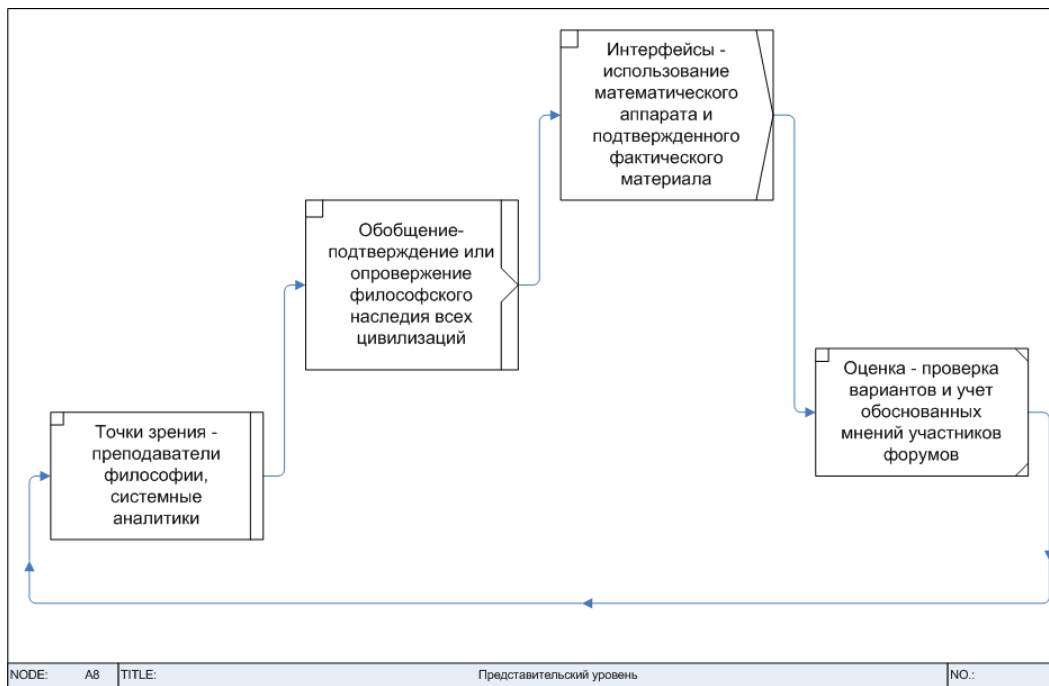 Интерфейсы -
использование
математического
аппарата и
подтвержденного
фактического
материала
Обобщение-
подтверждение или
опровержение
философского
наследия всех
цивилизаций
Оценка - проверка
вариантов и учет
обоснованных
мнений участников
форумов
Точки зрения -
преподаватели
философии,
системные
аналитики
NODE: A8 TITLE: Представительский уровень NO.: